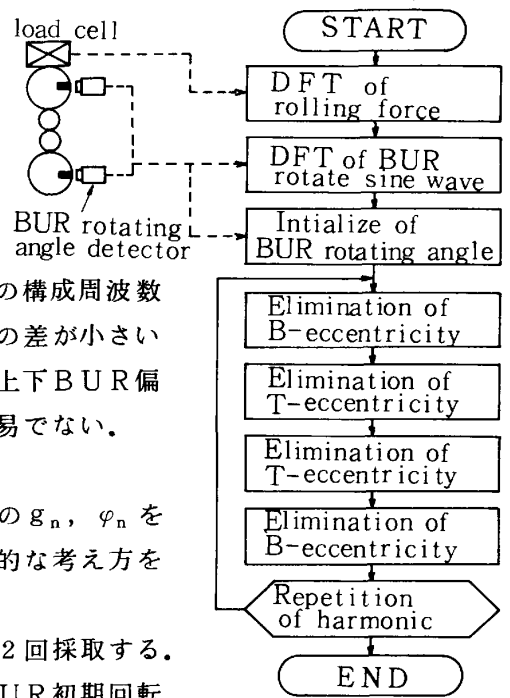 load cell
BUR rotating
angle detector
START
DFT of
rolling force
DFT of BUR
rotate sine wave
Intialize of
BUR rotating angle
Elimination of
B-eccentricity
Elimination of
T-eccentricity
Elimination of
T-eccentricity
Elimination of
B-eccentricity
Repetition
of harmonic
END
の構成周波数
の差が小さい
上下BUR偏
易でない.
のgn, φn を
的な考え方を
2回採取する.
UR初期回転